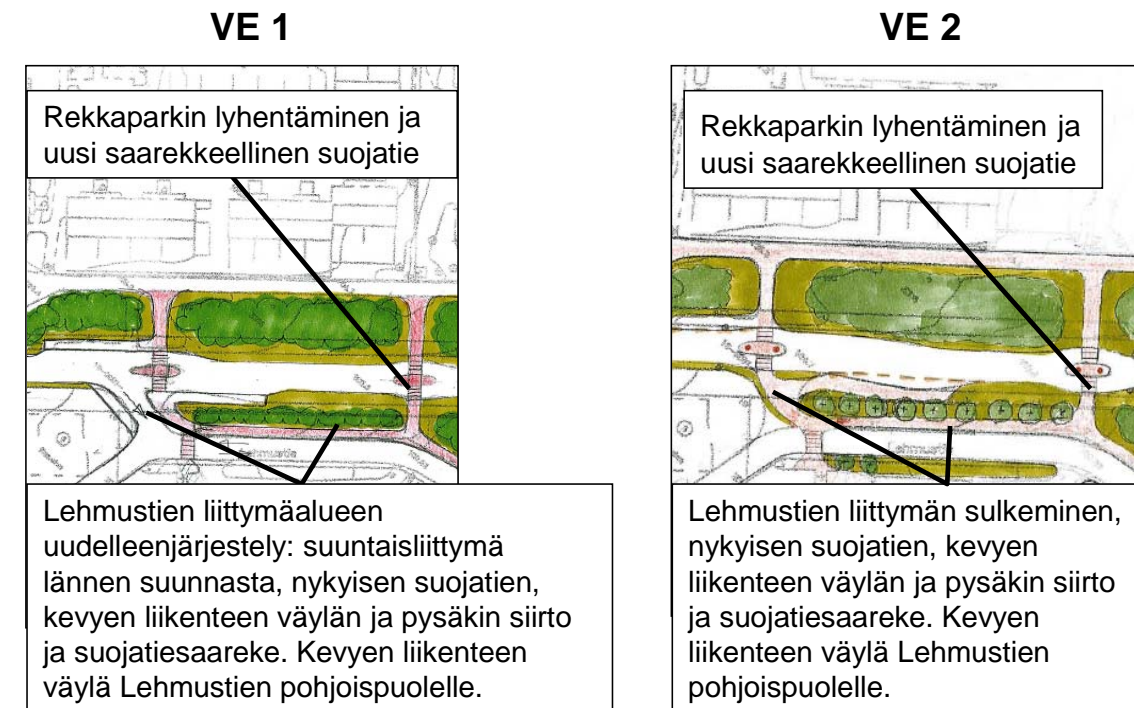 VE 1
Rekkaparkin lyhentäminen ja
uusi saarekkeellinen suojatie
Lehmustie
Lehmustien liittymäalueen
uudelleenjärjestely: suuntaisliittymä
lännen suunnasta, nykyisen suojatien,
kevyen liikenteen väylän ja pysäkin siirto
ja suojatiesaareke. Kevyen liikenteen
väylä Lehmustien pohjoispuolelle.
VE 2
Rekkaparkin lyhentäminen ja
uusi saarekkeellinen suojatie
Lehmustie
Lehmustien liittymän sulkeminen,
nykyisen suojatien, kevyen
liikenteen väylän ja pysäkin siirto
ja suojatiesaareke. Kevyen
liikenteen väylä Lehmustien
pohjoispuolelle.